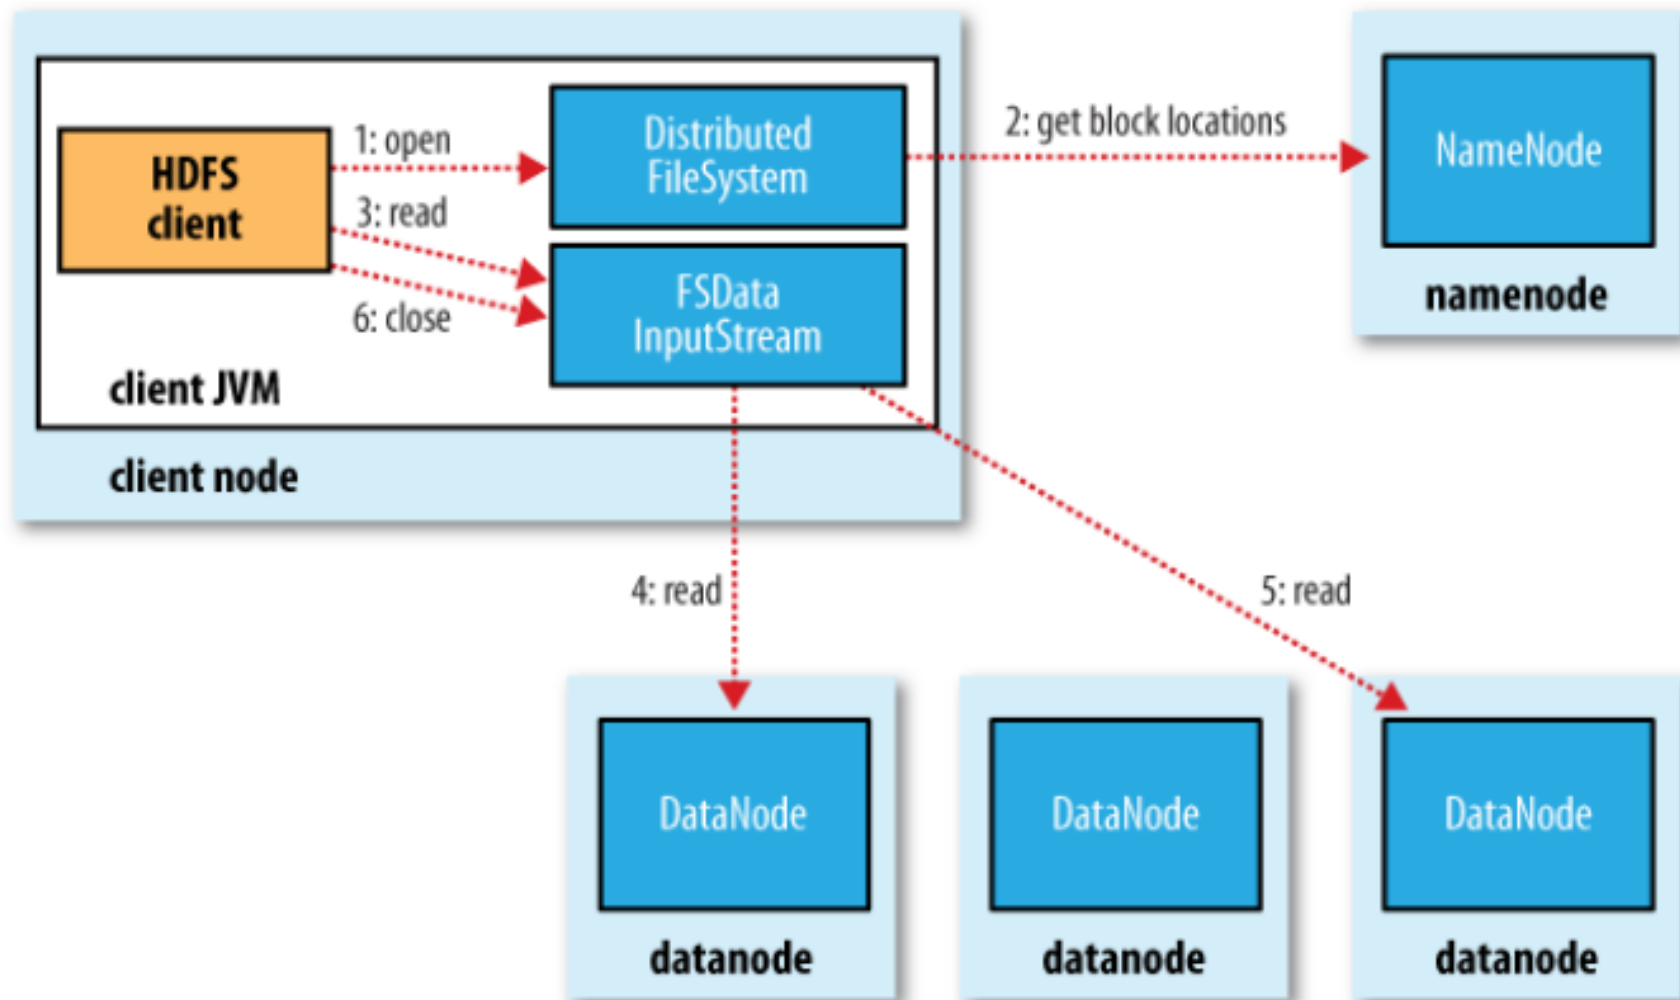 1: open
Distributed
FileSystem
2: get block locations
NameNode
HDFS
client
3: read
6: close
FSData
InputStream
namenode
client JVM
client node
4: read
5: read
DataNode
DataNode
DataNode
datanode
datanode
datanode